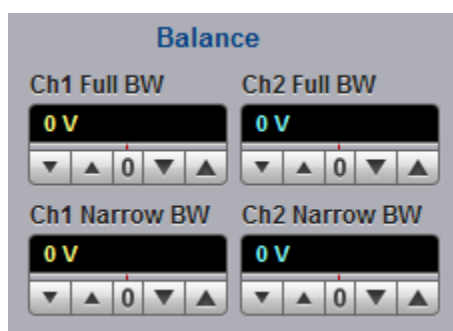 Balance
Ch1 Full BW Ch2 Full BW
0 V 0 V
0 0
Ch1 Narrow BW Ch2 Narrow BW
0 V 0 V
0 0